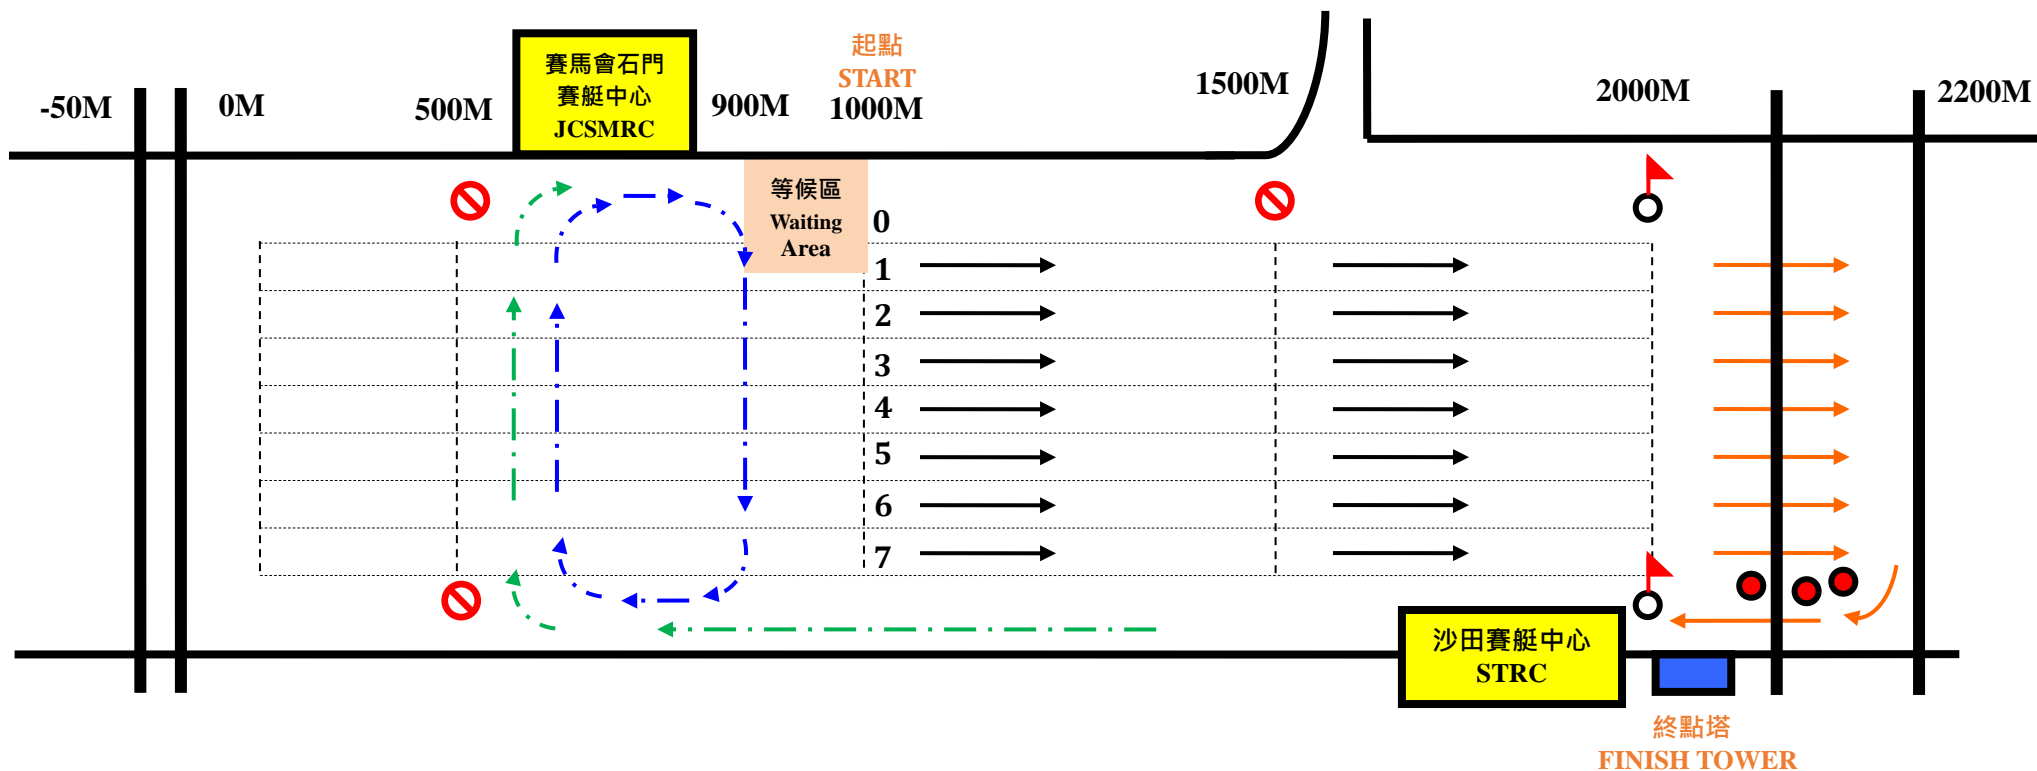 -50M
0M
500M
賽馬會石門
賽艇中心
JCSMRC
900M
起點
START
1000M
1500M
2000M
2200M
等候區
Waiting
Area
0
1
2
3
4
5
6
7
沙田賽艇中心
STRC
終點塔
FINISH TOWER